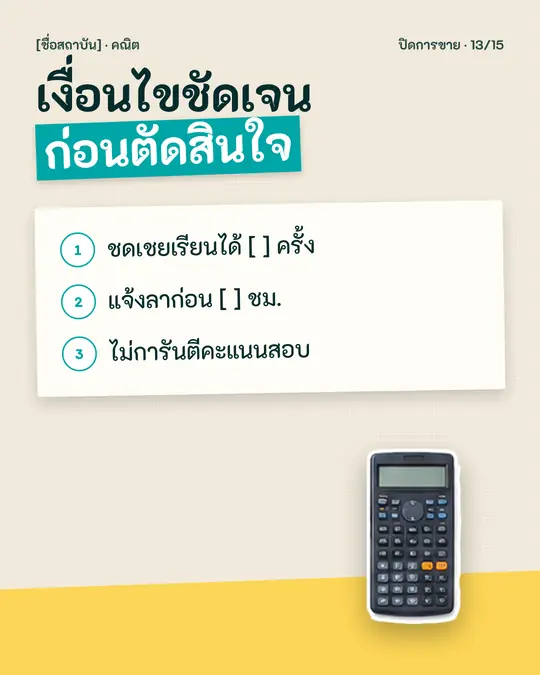 [ชื่อสถาบัน] · คณิต
ปิดการขาย · 13/15
เงื่อนไขชัดเจน
ก่อนตัดสินใจ
1 ชดเชยเรียนได้ [ ] ครั้ง
2 แจ้งลาก่อน [ ] ชม.
3 ไม่การันตีคะแนนสอบ